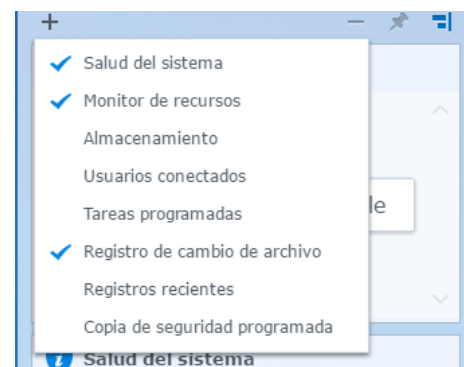 Salud del sistema
Monitor de recursos
Almacenamiento
Usuarios conectados
Tareas programadas
le
Registro de cambio de archivo
Registros recientes
Copia de seguridad programada
Salud del sistema